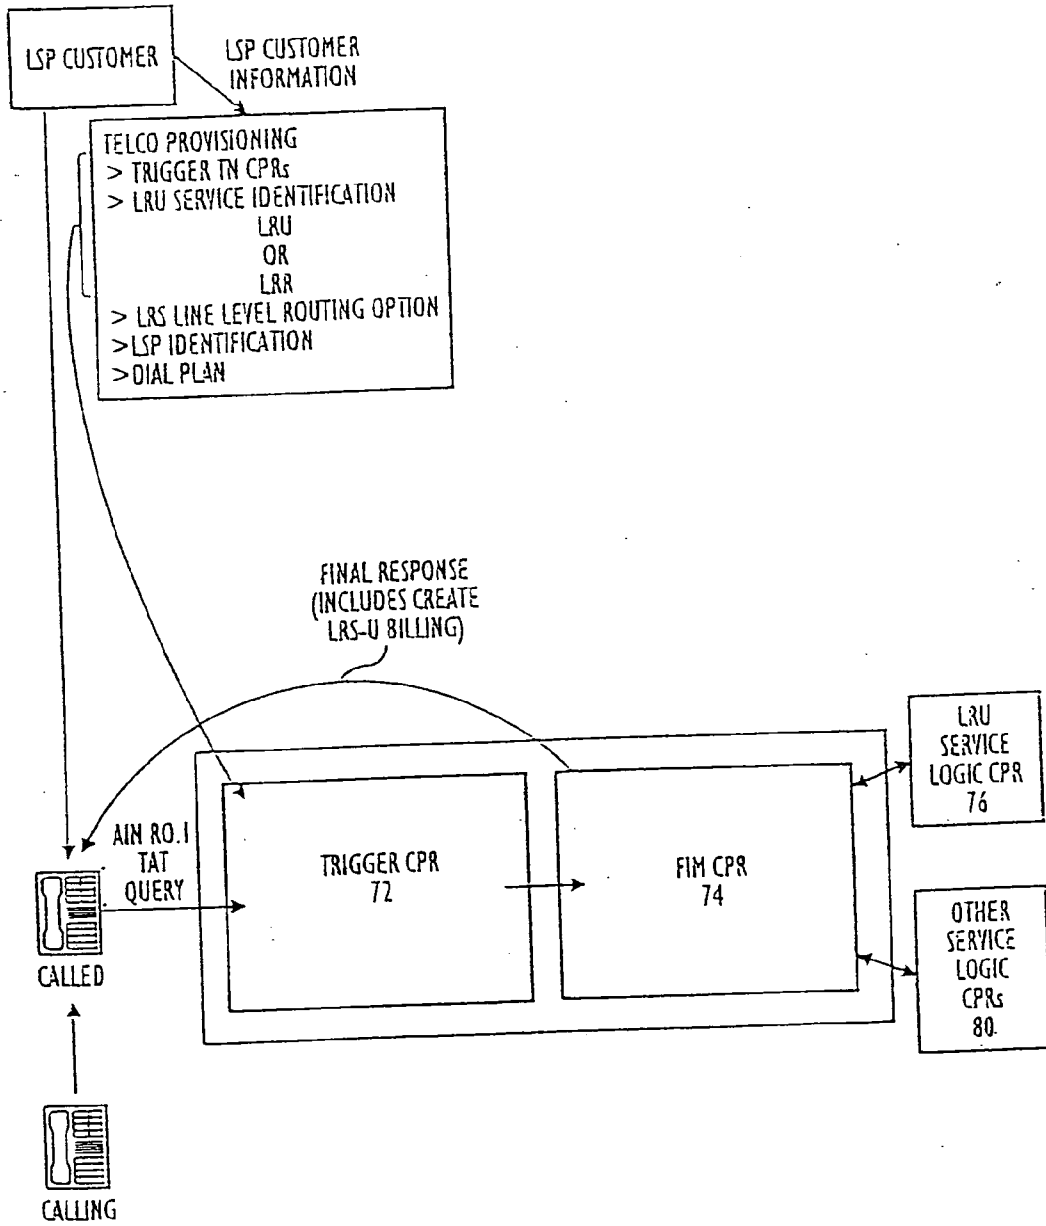 LSP CUSTOMER
LSP CUSTOMER
INFORMATION
TELCO PROVISIONING
> TRIGGER TN CPRs
> LRU SERVICE IDENTIFICATION
LRU
OR
LRR
> LRS LINE LEVEL ROUTING OPTION
>LSP IDENTIFICATION
>DIAL PLAN
FINAL RESPONSE
(INCLUDES CREATE
LRS-U BILLING)
LRU
SERVICE
LOGIC CPR
76
AIN RO.1
TAT
QUERY
TRIGGER CPR
72
FIM CPR
74
OTHER
SERVICE
LOGIC
CPRs
80
CALLED
CALLING